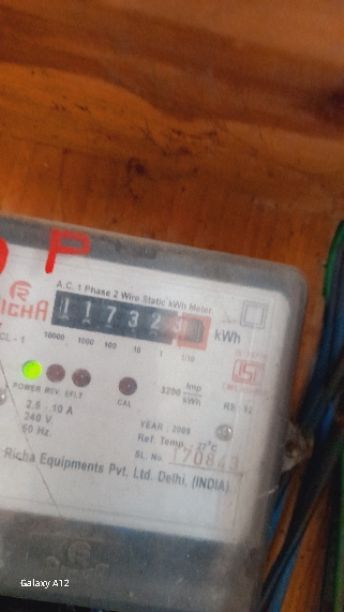 P
RICHA
A.C. 1 Phase 2 Wire Static kWh Meter
1 1 7 3 2 3
kWh
CL - 1
10000 1000 100 10 1 1/10
POWER REV. EFLT
CAL
3200 Imp/kWh
2.5 - 10 A
240 V
50 Hz.
YEAR : 2009
Ref. Temp. 27°C
SL. No. 170843
Richa Equipments Pvt. Ltd. Delhi. (INDIA)
Galaxy A12